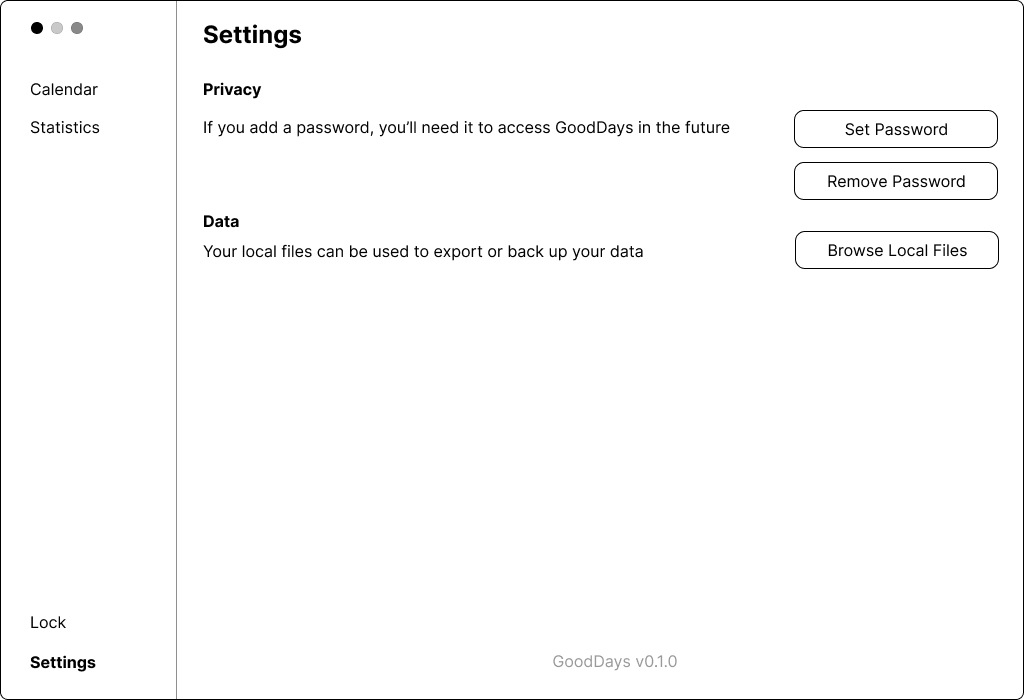 Settings
Calendar
Statistics
Privacy
If you add a password, you’ll need it to access GoodDays in the future
Set Password
Remove Password
Data
Your local files can be used to export or back up your data
Browse Local Files
Lock
Settings
GoodDays v0.1.0